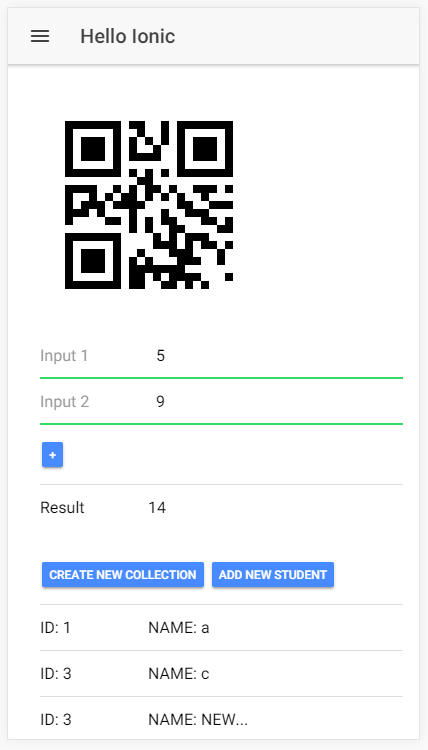 Hello Ionic
Input 1 5
Input 2 9
+
Result 14
CREATE NEW COLLECTION ADD NEW STUDENT
ID: 1 NAME: a
ID: 3 NAME: c
ID: 3 NAME: NEW...